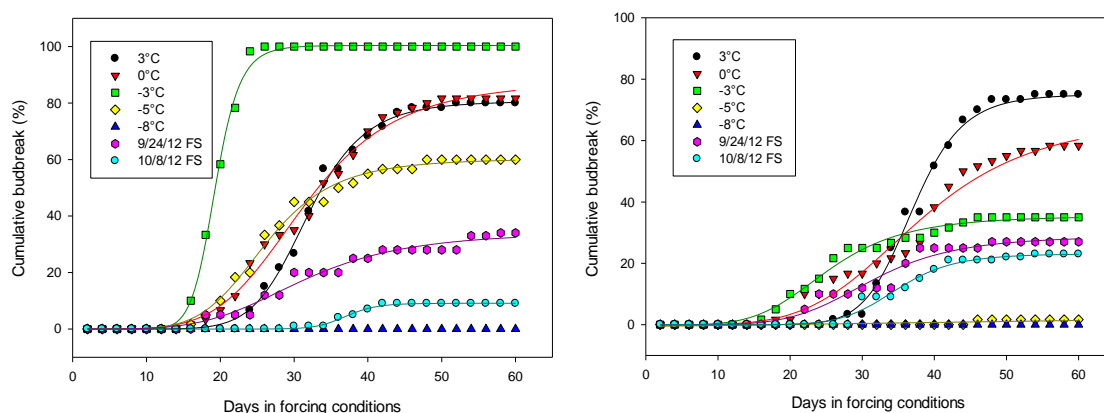 Cumulative budbreak (%)
100
80
60
40
20
0
3°C
0°C
-3°C
-5°C
-8°C
9/24/12 FS
10/8/12 FS
0
10
20
30
40
50
60
Days in forcing conditions
Cumulative budbreak (%)
100
80
60
40
20
0
3°C
0°C
-3°C
-5°C
-8°C
9/24/12 FS
10/8/12 FS
0
10
20
30
40
50
60
Days in forcing conditions